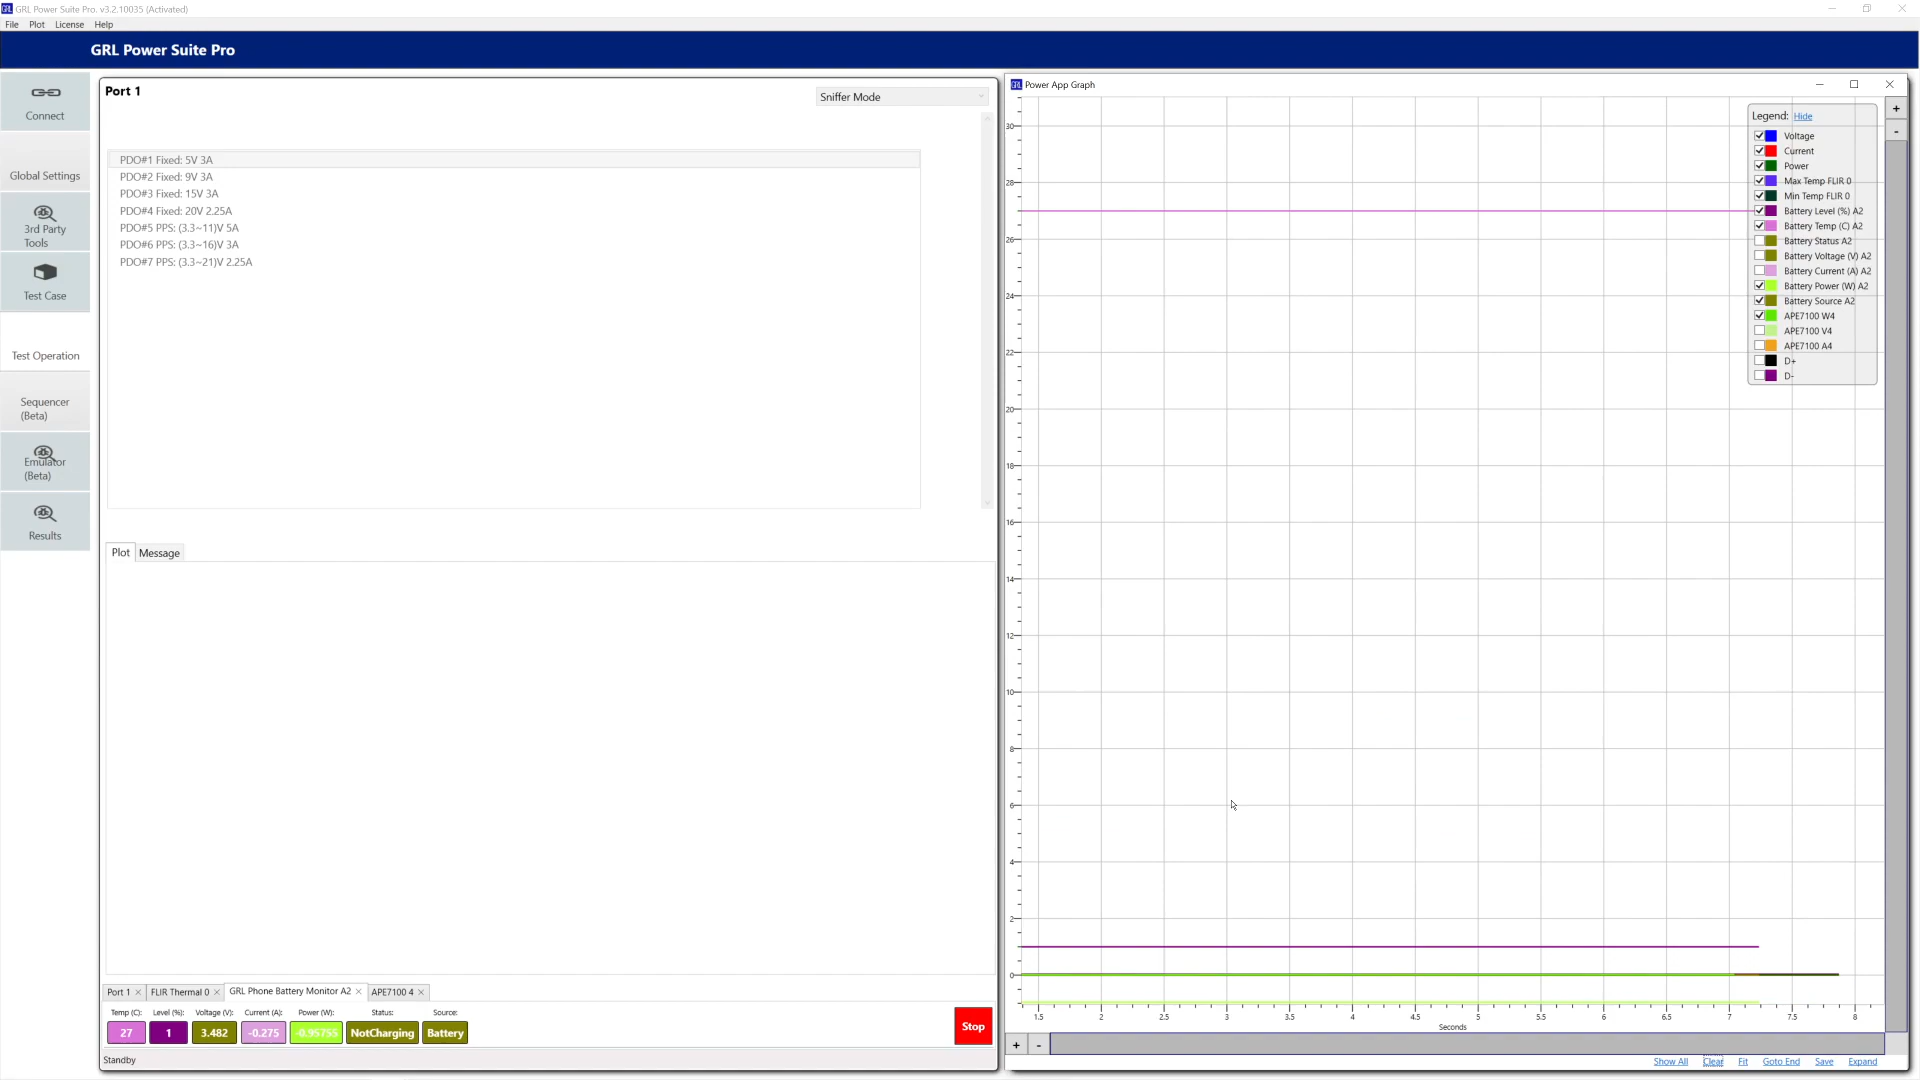 GRL Power Suite Pro. v3.2.10035 (Activated)
File Plot License Help
GRL Power Suite Pro
Connect
Global Settings
3rd Party
Tools
Test Case
Test Operation
Sequencer
(Beta)
Emulator
(Beta)
Results
Port 1
Sniffer Mode
PDO#1 Fixed: 5V 3A
PDO#2 Fixed: 9V 3A
PDO#3 Fixed: 15V 3A
PDO#4 Fixed: 20V 2.25A
PDO#5 PPS: (3.3~11)V 5A
PDO#6 PPS: (3.3~16)V 3A
PDO#7 PPS: (3.3~21)V 2.25A
Plot Message
Port 1 FLIR Thermal 0 GRL Phone Battery Monitor A2 APE7100 4
Temp (C): Level (%): Voltage (V): Current (A): Power (W): Status: Source:
27 1 3.482 -0.275 -0.95755 NotCharging Battery
Stop
Standby
GRL Power App Graph
+
-
Legend: Hide
Voltage
Current
Power
Max Temp FLIR 0
Min Temp FLIR 0
Battery Level (%) A2
Battery Temp (C) A2
Battery Status A2
Battery Voltage (V) A2
Battery Current (A) A2
Battery Power (W) A2
Battery Source A2
APE7100 W4
APE7100 V4
APE7100 A4
D+
D-
30
28
26
24
22
20
18
16
14
12
10
8
6
4
2
0
1.5 2 2.5 3 3.5 4 4.5 5 5.5 6 6.5 7 7.5 8
Seconds
+ -
Show All Clear Fit Goto End Save Expand